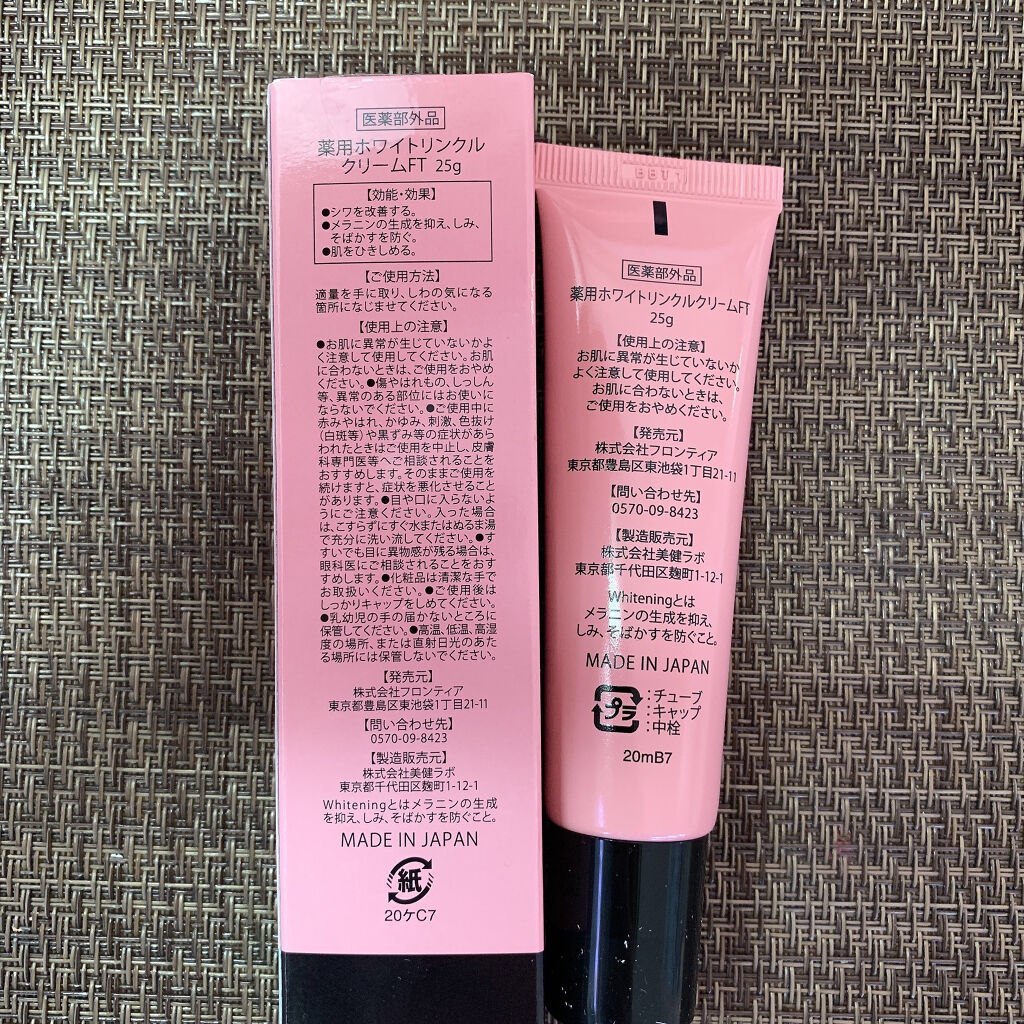 医薬部外品
薬用ホワイトリンクル
クリームFT 25g
【効能・効果】
●シワを改善する。
●メラニンの生成を抑え、しみ、
そばかすを防ぐ。
●肌をひきしめる。
【ご使用方法】
適量を手に取り、しわの気になる
箇所になじませてください。
【使用上の注意】
●お肌に異常が生じていないかよ
く注意して使用してください。お肌
に合わないときは、ご使用をおやめ
ください。●傷やはれもの、しっしん
等、異常のある部位にはお使いに
ならないでください。●ご使用中に
赤みやはれ、かゆみ、刺激、色抜け
（白斑等）や黒ずみ等の症状があら
われたときはご使用を中止し、皮膚
科専門医等へご相談されることを
おすすめします。そのままご使用を
続けますと、症状を悪化させること
があります。●目や口に入らないよ
うにご注意ください。入った場合
は、こすらずにすぐ水またはぬるま湯
で充分に洗い流してください。●す
すいでも目に異物感が残る場合は、
眼科医にご相談されることをおす
すめします。●化粧品は清潔な手で
お取扱いください。●ご使用後は
しっかりキャップをしめてください。
●乳幼児の手の届かないところに
保管してください。●高温、低温、高湿
度の場所、または直射日光のあた
る場所には保管しないでください。
【発売元】
株式会社フロンティア
東京都豊島区東池袋1丁目21-11
【問い合わせ先】
0570-09-8423
【製造販売元】
株式会社美健ラボ
東京都千代田区麹町1-12-1
Whiteningとはメラニンの生成
を抑え、しみ、そばかすを防ぐこと。
MADE IN JAPAN
紙
20ケC7
医薬部外品
薬用ホワイトリンクルクリームFT
25g
【使用上の注意】
お肌に異常が生じていないか
よく注意して使用してください。
お肌に合わないときは、
ご使用をおやめください。
【発売元】
株式会社フロンティア
東京都豊島区東池袋1丁目21-11
【問い合わせ先】
0570-09-8423
【製造販売元】
株式会社美健ラボ
東京都千代田区麹町1-12-1
Whiteningとは
メラニンの生成を抑え、
しみ、そばかすを防ぐこと。
MADE IN JAPAN
プラ
：チューブ
：キャップ
：中栓
20mB7